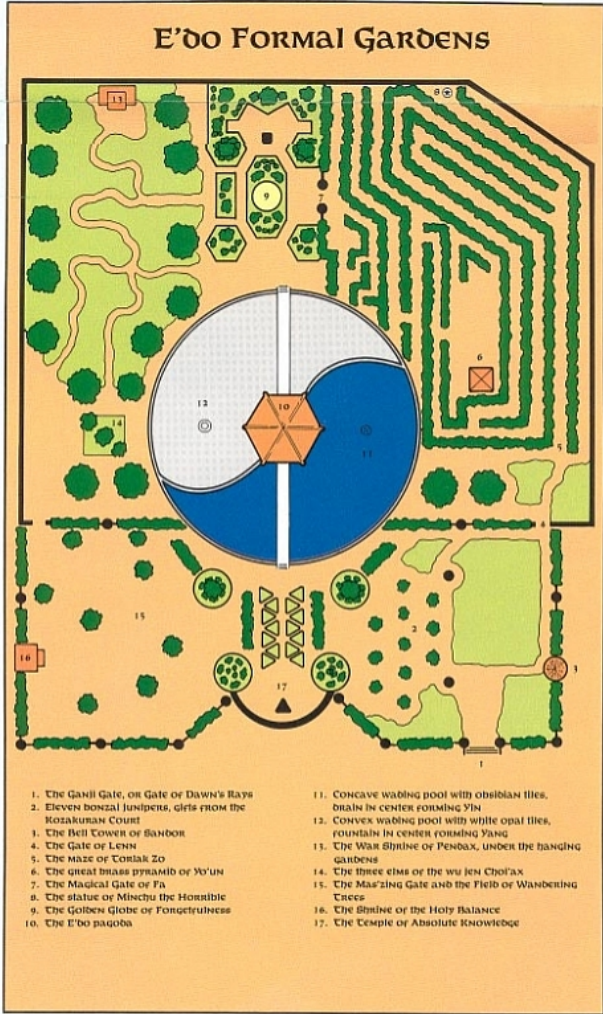 E'do Formal Gardens
13
8
9
7
12
10
11
6
14
5
4
15
2
16
17
3
1
1. The Ganji Gate, or Gate of Dawn's Rays
2. Eleven bonzai junipers, gifts from the
Kozakuran Court
3. The Bell Tower of Sandor
4. The Gate of Lenn
5. The maze of Toriak Zo
6. The great brass pyramid of Yo'un
7. The Magical Gate of Fa
8. The statue of Minchu the Horrible
9. The Golden Globe of Forgetfulness
10. The E'do pagoda
11. Concave wading pool with obsidian tiles,
drain in center forming Yin
12. Convex wading pool with white opal tiles,
fountain in center forming Yang
13. The War Shrine of Pendax, under the hanging
gardens
14. The three elms of the wu jen Choi'ax
15. The Mas'zing Gate and the Field of Wandering
Trees
16. The Shrine of the Holy Balance
17. The Temple of Absolute Knowledge